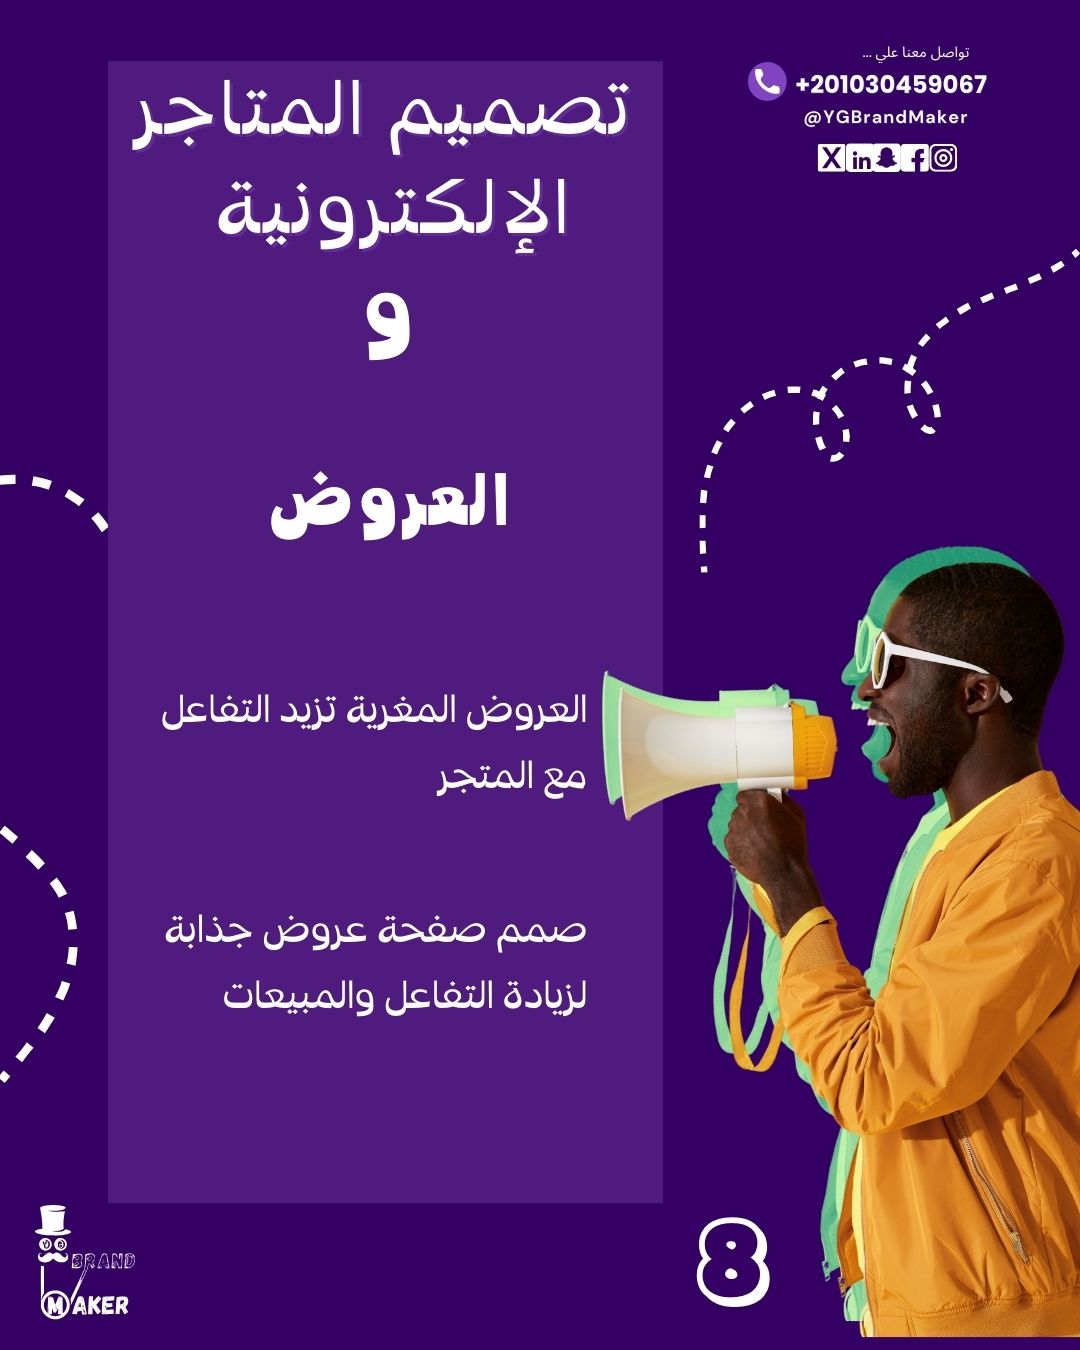 تواصل معنا علي ...
+201030459067
@YGBrandMaker
X in f
تصميم المتاجر
الإلكترونية
و
العروض
العروض المغرية تزيد التفاعل
مع المتجر
صمم صفحة عروض جذابة
لزيادة التفاعل والمبيعات
8
BRAND
MAKER